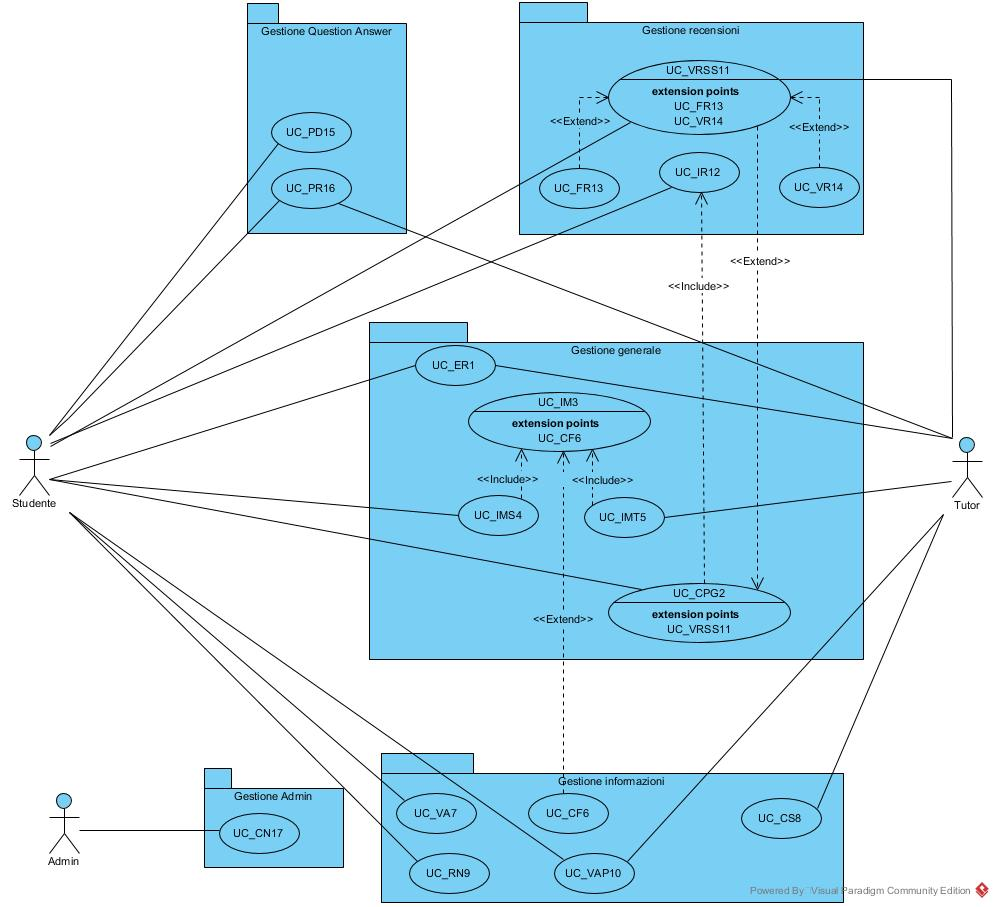 Gestione Question Answer
UC_PD15
UC_PR16
Gestione recensioni
UC_VRSS11
extension points
UC_FR13
UC_VR14
<<Extend>>
<<Extend>>
UC_FR13
UC_IR12
UC_VR14
<<Extend>>
<<Include>>
Gestione generale
UC_ER1
UC_IM3
extension points
UC_CF6
<<Include>>
<<Include>>
UC_IMS4
UC_IMT5
UC_CPG2
extension points
UC_VRSS11
<<Extend>>
Studente
Tutor
Admin
Gestione Admin
UC_CN17
Gestione informazioni
UC_VA7
UC_CF6
UC_CS8
UC_RN9
UC_VAP10
Powered By Visual Paradigm Community Edition